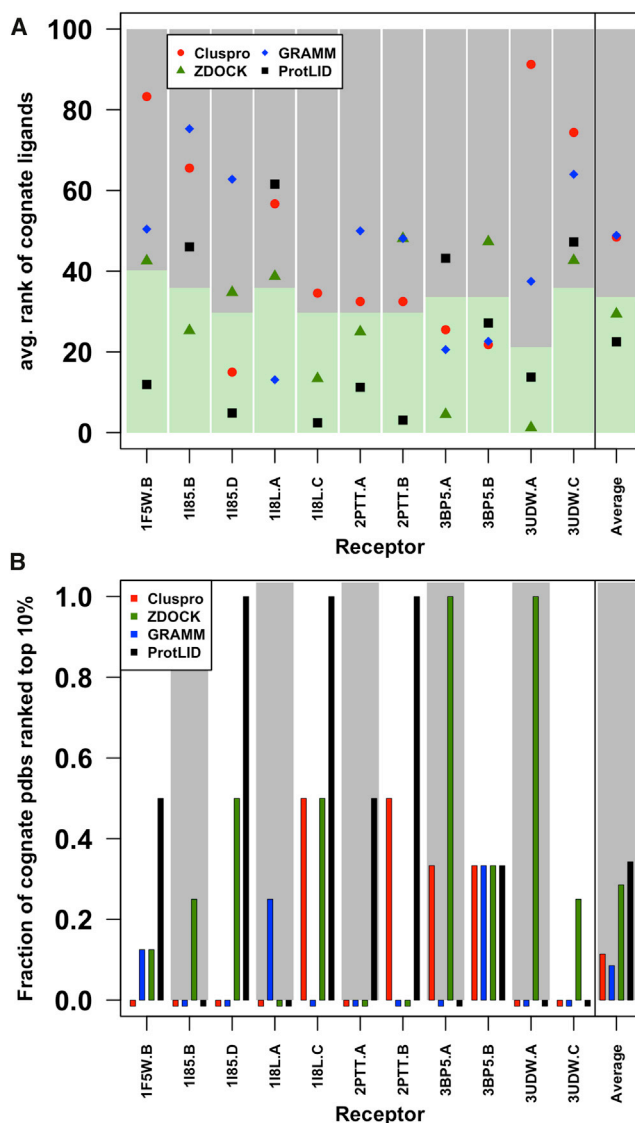 A
avg. rank of cognate ligands
100
80
60
40
20
0
Cluspro
ZDOCK
GRAMM
ProtLID
1F5W.B
1I85.B
1I85.D
1I8L.A
1I8L.C
2PTT.A
2PTT.B
3BP5.A
3BP5.B
3UDW.A
3UDW.C
Average
Receptor
B
Fraction of cognate pdbs ranked top 10%
1.0
0.8
0.6
0.4
0.2
0.0
Cluspro
ZDOCK
GRAMM
ProtLID
1F5W.B
1I85.B
1I85.D
1I8L.A
1I8L.C
2PTT.A
2PTT.B
3BP5.A
3BP5.B
3UDW.A
3UDW.C
Average
Receptor